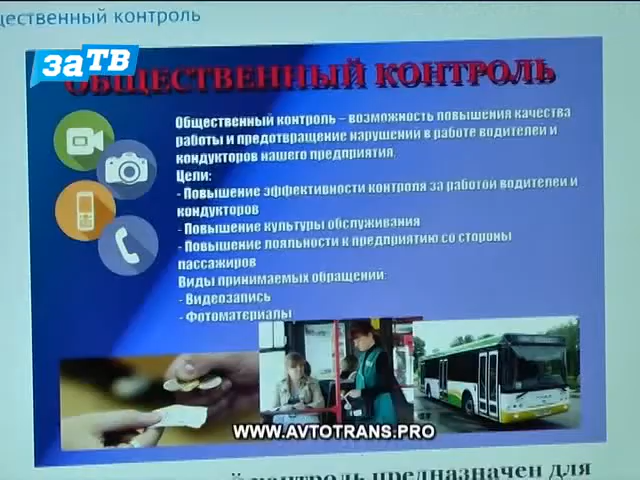 щественный контроль
заТВ
ОБЩЕСТВЕННЫЙ КОНТРОЛЬ
Общественный контроль – возможность повышения качества
работы и предотвращение нарушений в работе водителей и
кондукторов нашего предприятия.
Цели:
- Повышение эффективности контроля за работой водителей и
кондукторов
- Повышение культуры обслуживания
- Повышение лояльности к предприятию со стороны
пассажиров
Виды принимаемых обращений:
- Видеозапись
- Фотоматериалы
WWW.AVTOTRANS.PRO
контроль предназначен для